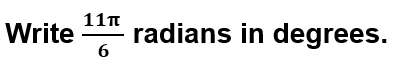 Write 11π/6 radians in degrees.